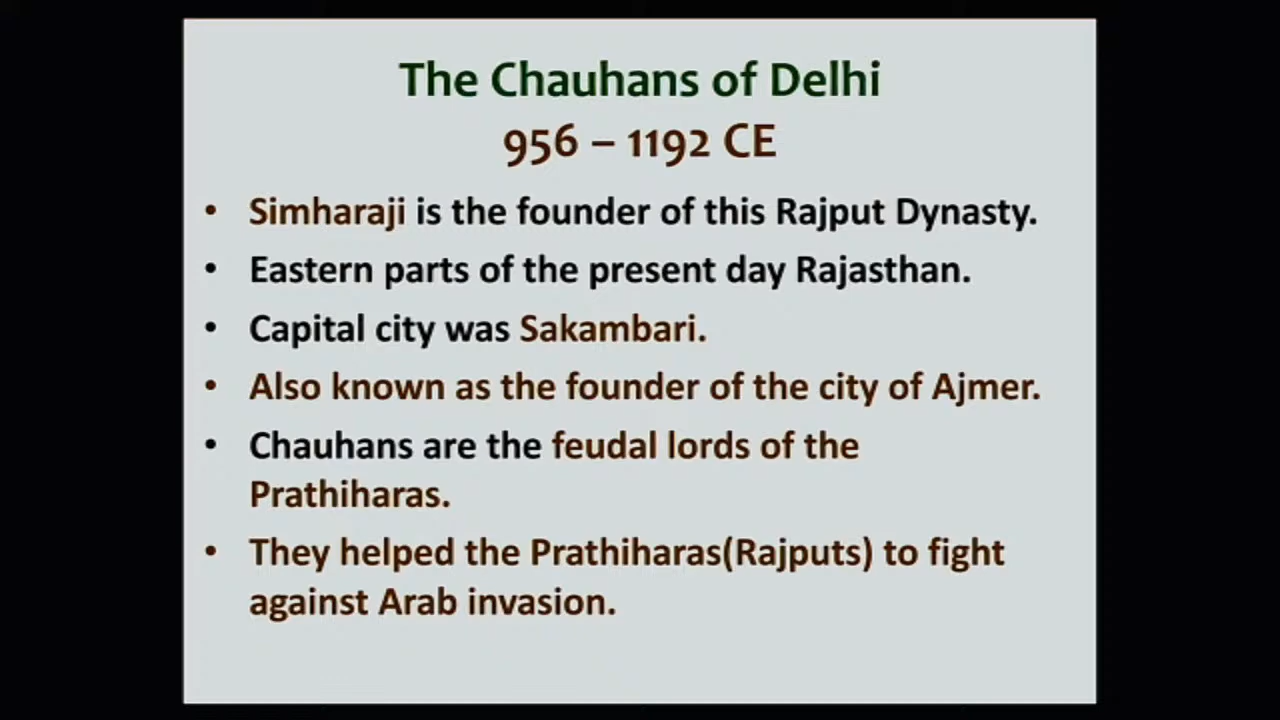 The Chauhans of Delhi
956 – 1192 CE
• Simharaji is the founder of this Rajput Dynasty.
• Eastern parts of the present day Rajasthan.
• Capital city was Sakambari.
• Also known as the founder of the city of Ajmer.
• Chauhans are the feudal lords of the
Prathiharas.
• They helped the Prathiharas(Rajputs) to fight
against Arab invasion.